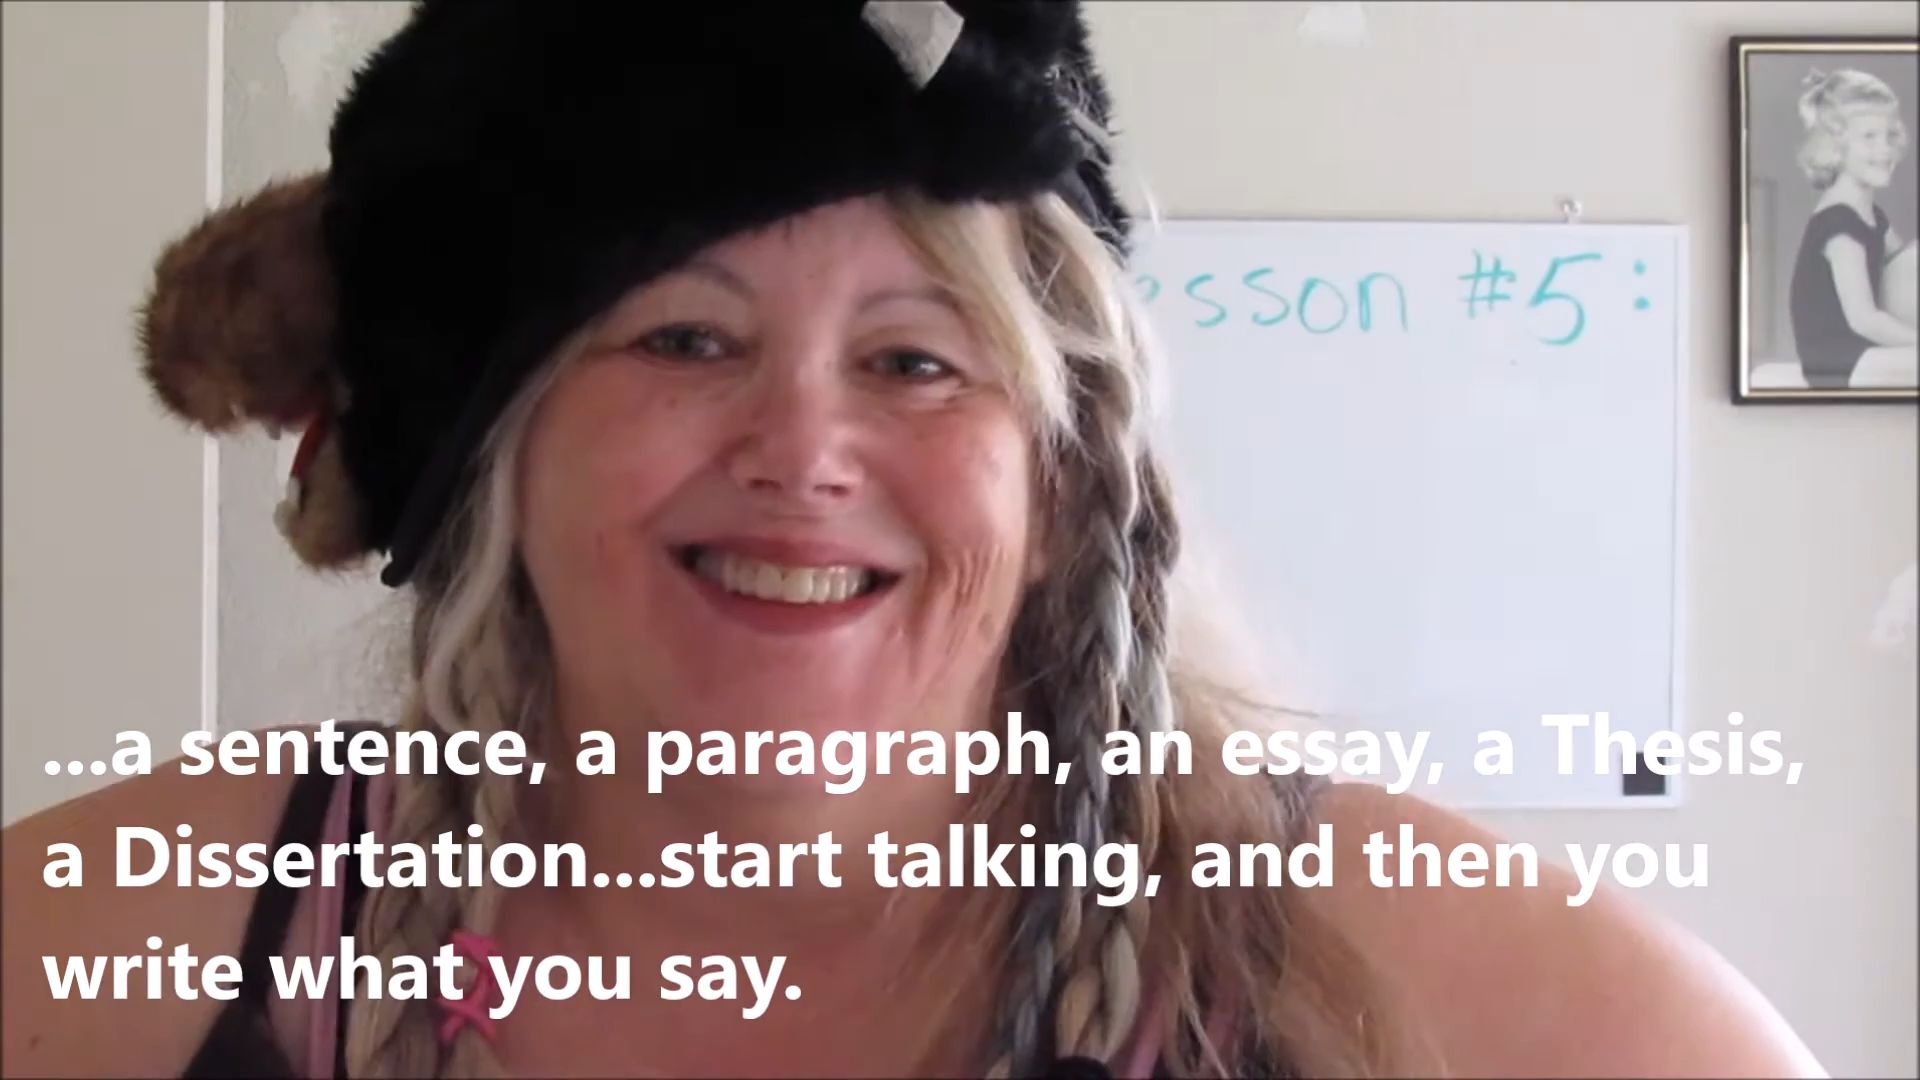 esson #5:
...a sentence, a paragraph, an essay, a Thesis,
a Dissertation...start talking, and then you
write what you say.